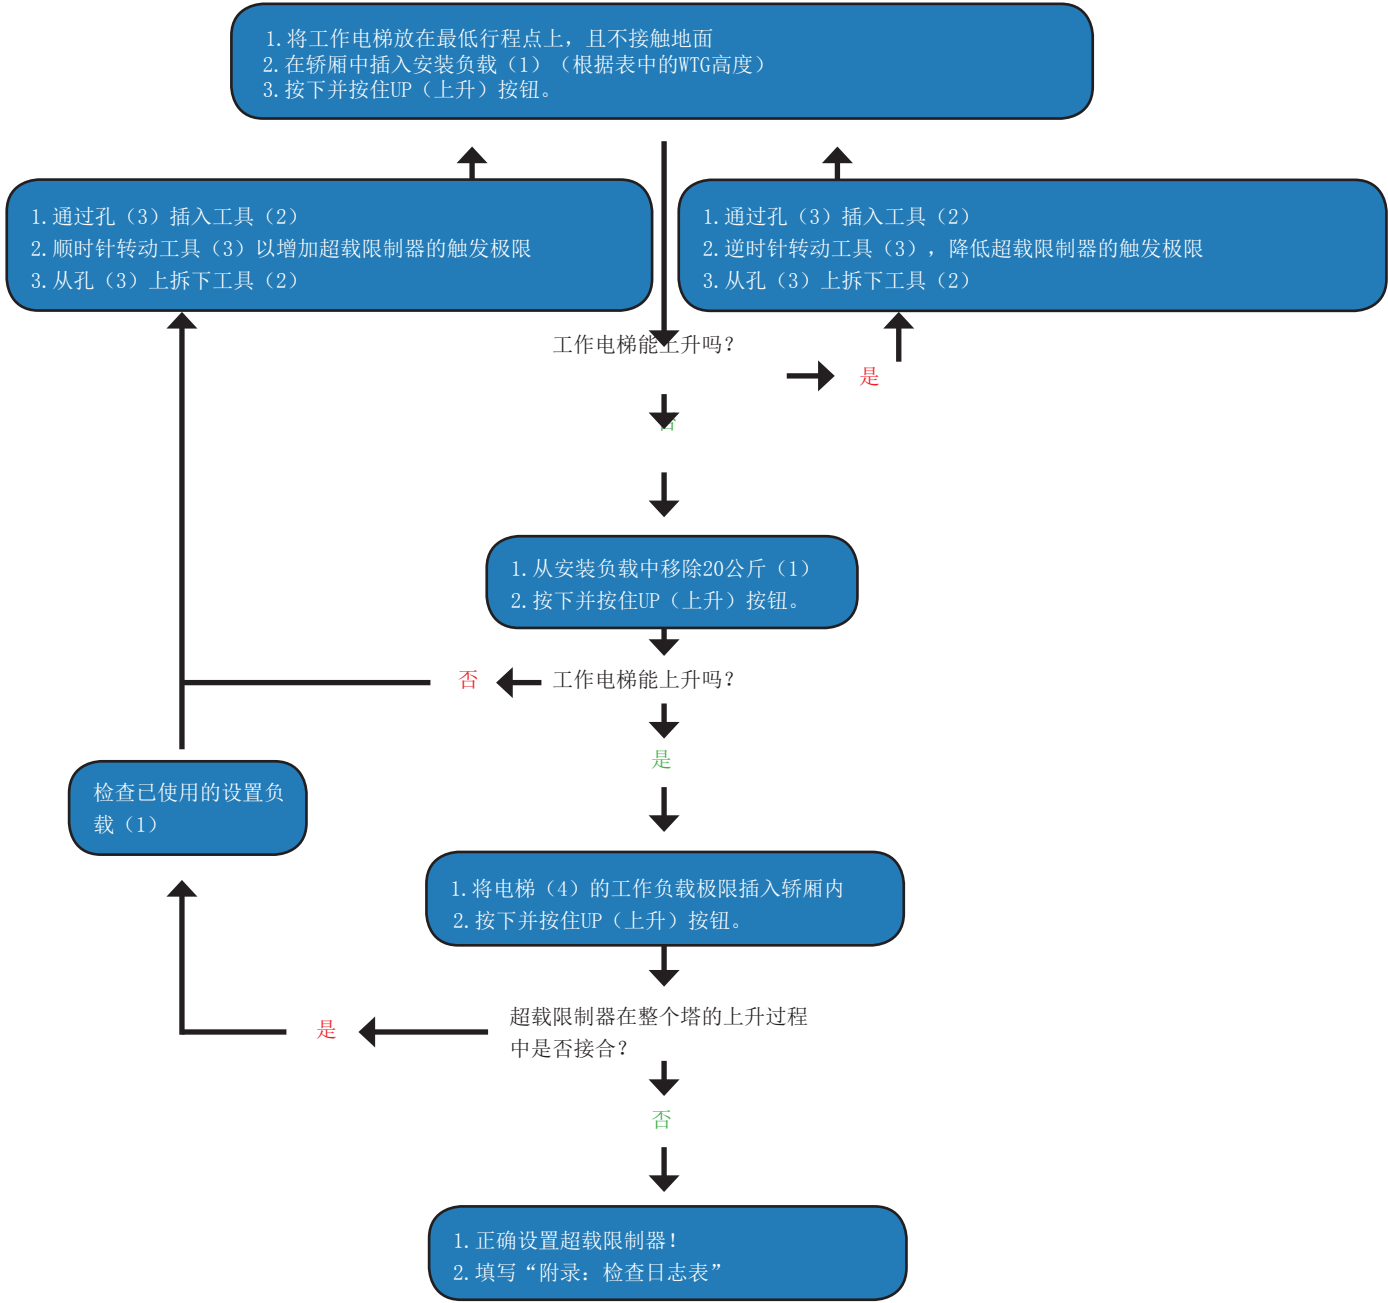 1.将工作电梯放在最低行程点上，且不接触地面
2.在轿厢中插入安装负载（1）（根据表中的WTG高度）
3.按下并按住UP（上升）按钮。
1.通过孔（3）插入工具（2）
2.顺时针转动工具（3）以增加超载限制器的触发极限
3.从孔（3）上拆下工具（2）
1.通过孔（3）插入工具（2）
2.逆时针转动工具（3），降低超载限制器的触发极限
3.从孔（3）上拆下工具（2）
工作电梯能上升吗？
是
否
1.从安装负载中移除20公斤（1）
2.按下并按住UP（上升）按钮。
否
工作电梯能上升吗？
是
检查已使用的设置负
载（1）
1.将电梯（4）的工作负载极限插入轿厢内
2.按下并按住UP（上升）按钮。
是
超载限制器在整个塔的上升过程
中是否接合？
否
1.正确设置超载限制器！
2.填写“附录：检查日志表”